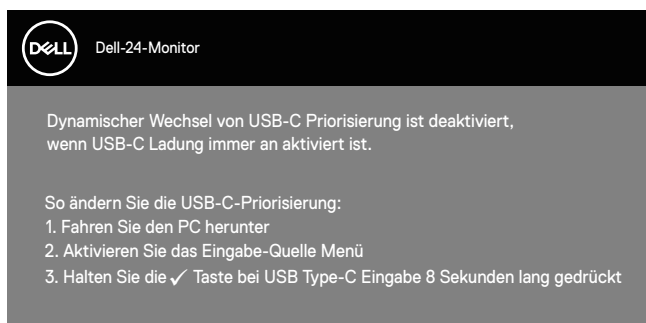 DELL
Dell-24-Monitor
Dynamischer Wechsel von USB-C Priorisierung ist deaktiviert,
wenn USB-C Ladung immer an aktiviert ist.
So ändern Sie die USB-C-Priorisierung:
1. Fahren Sie den PC herunter
2. Aktivieren Sie das Eingabe-Quelle Menü
3. Halten Sie die ✓ Taste bei USB Type-C Eingabe 8 Sekunden lang gedrückt